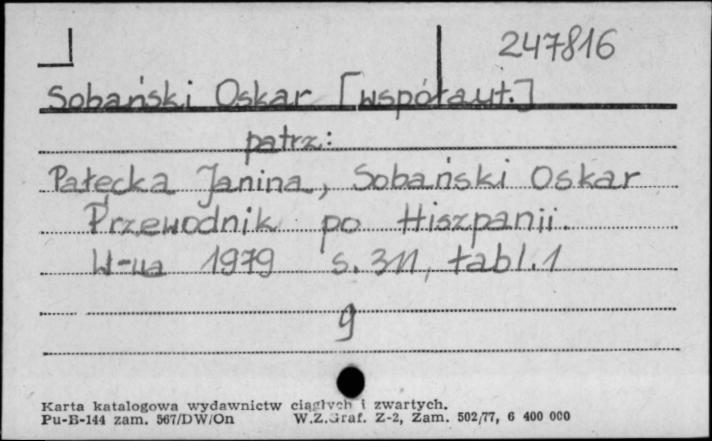 247816
Sobański Oskar [współaut.]
patrz:
Pałęcka Janina, Sobański Oskar
Przewodnik po Hiszpanii.
W-wa 1979 s. 311, tabl. 1
9
Karta katalogowa wydawnictw ciągłych i zwartych.
Pu-B-144 zam. 567/DW/On W.Z.Graf. Z-2, Zam. 502/77, 6 400 000